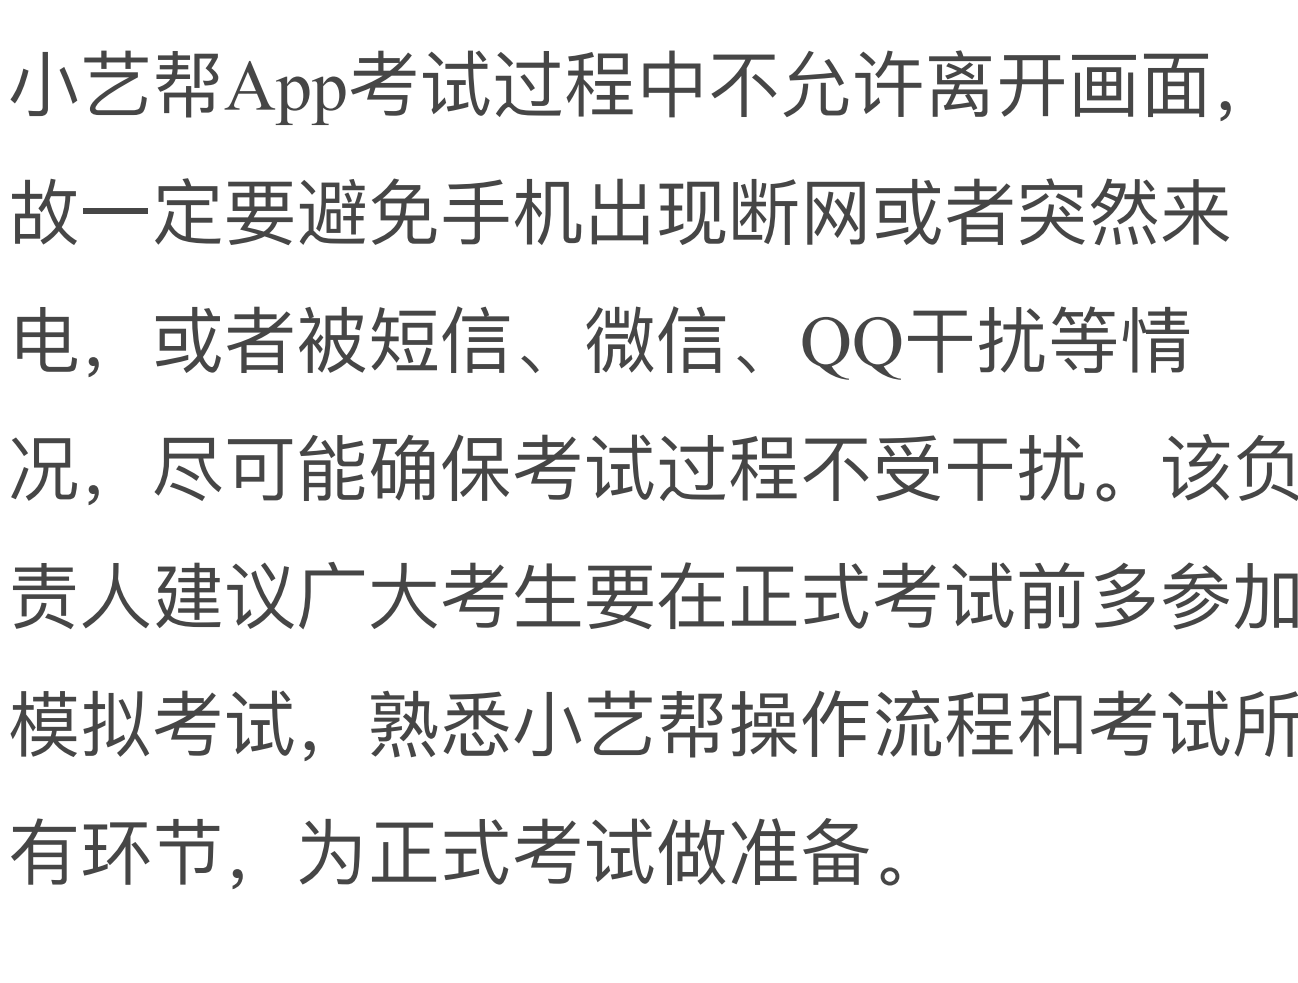 小艺帮App考试过程中不允许离开画面，
故一定要避免手机出现断网或者突然来
电，或者被短信、微信、QQ干扰等情
况，尽可能确保考试过程不受干扰。该负
责人建议广大考生要在正式考试前多参加
模拟考试，熟悉小艺帮操作流程和考试所
有环节，为正式考试做准备。